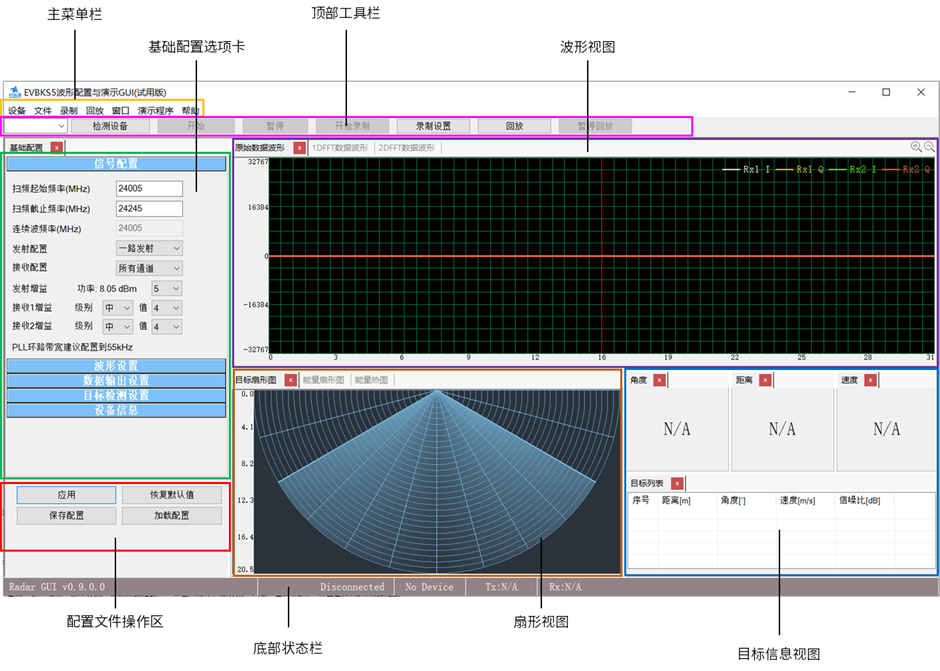 主菜单栏
顶部工具栏
基础配置选项卡
波形视图
EVBKS5波形配置与演示GUI(试用版)
设备 文件 录制 回放 窗口 演示程序 帮助
检测设备 开始 暂停 开始录制 录制设置 回放 暂停回放
基础配置
信号配置
扫频起始频率(MHz) 24005
扫频截止频率(MHz) 24245
连续波频率(MHz) 24005
发射配置 一路发射
接收配置 所有通道
发射增益 功率: 8.05 dBm 5
接收1增益 级别 中 值 4
接收2增益 级别 中 值 4
PLL环路带宽建议配置到55kHz
波形设置
数据输出设置
目标检测设置
设备信息
应用 恢复默认值
保存配置 加载配置
原始数据波形 1DFFT数据波形 2DFFT数据波形
Rx1 I Rx1 Q Rx2 I Rx2 Q
32767
16384
0
-16384
-32767
0 3 6 9 12 16 19 22 25 28 31
目标扇形图 能量扇形图 能量热图
0.0
4.1
8.2
12.3
16.4
20.5
角度 距离 速度
N/A N/A N/A
目标列表
序号 距离[m] 角度[°] 速度[m/s] 信噪比[dB]
Radar GUI v0.9.0.0 Disconnected No Device Tx:N/A Rx:N/A
配置文件操作区
底部状态栏
扇形视图
目标信息视图